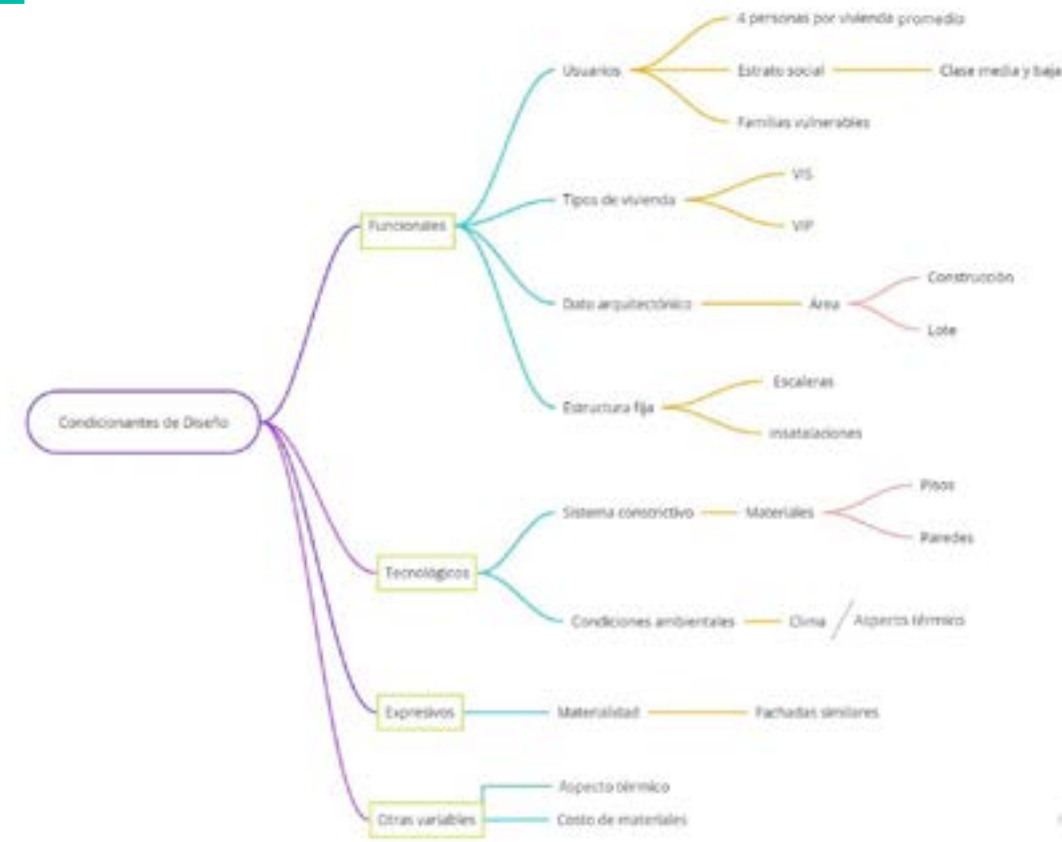 4 personas por vivienda promedio
Usuarios
Estrato social
Clase media y baja
Familias vulnerables
VIS
Tipos de vivienda
VIP
Funcionales
Construcción
Dato arquitectónico
Área
Lote
Escaleras
Estructura fija
insatalaciones
Condicionantes de Diseño
Pisos
Sistema constrictivo
Materiales
Paredes
Tecnológicos
Condiciones ambientales
Clima
Aspecto térmico
Expresivos
Materialidad
Fachadas similares
Aspecto térmico
Otras variables
Costo de materiales